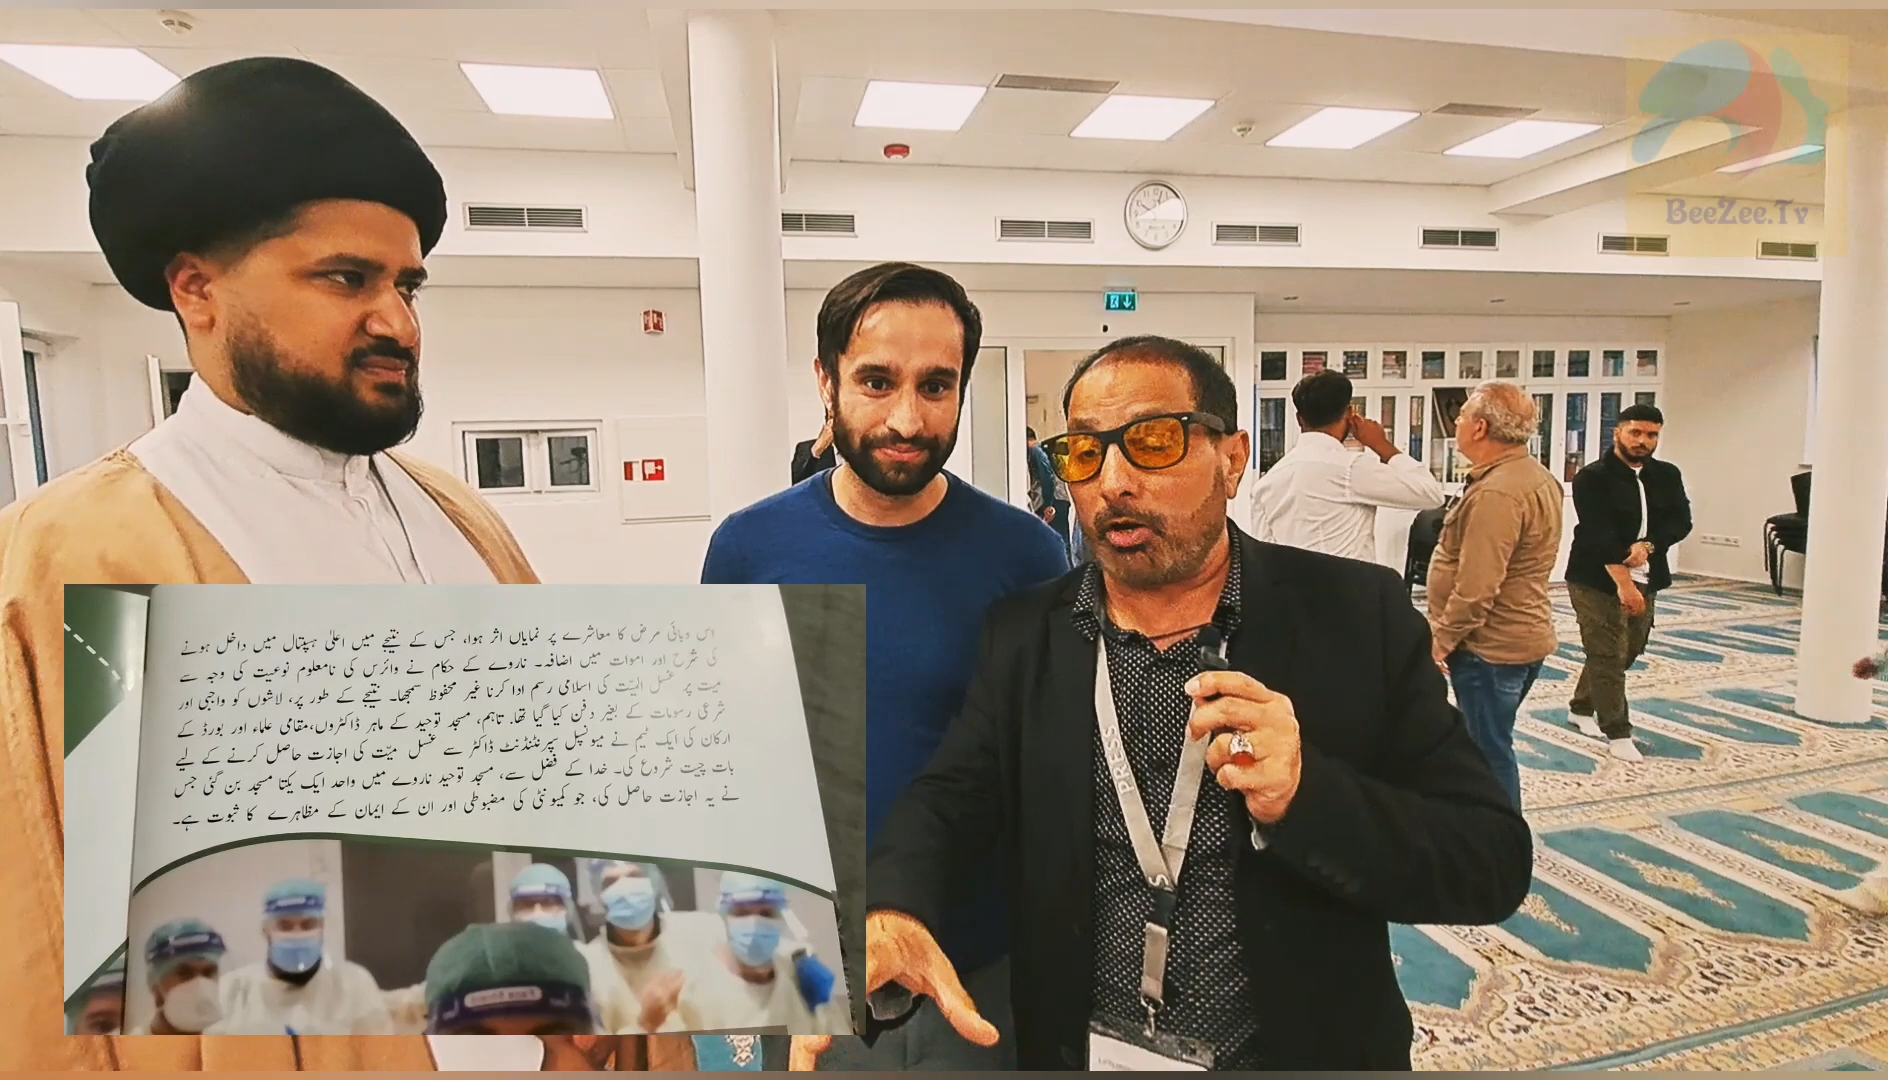 BeeZee.Tv
PRESS
S
اس وبائی مرض کا معاشرے پر نمایاں اثر ہوا، جس کے نتیجے میں اعلیٰ ہسپتال میں داخل ہونے
کی شرح اور اموات میں اضافہ۔ ناروے کے حکام نے وائرس کی نامعلوم نوعیت کی وجہ سے
میت پر غسل المیّت کی اسلامی رسم ادا کرنا غیر محفوظ سمجھا۔ نتیجے کے طور پر، لاشوں کو واجبی اور
شرعی رسومات کے بغیر دفن کیا گیا تھا۔ تاہم، مسجد توحید کے ماہر ڈاکٹروں،مقامی علماء اور بورڈ کے
ارکان کی ایک ٹیم نے میونسپل سپرنٹنڈنٹ ڈاکٹر سے غسل میّت کی اجازت حاصل کرنے کے لیے
بات چیت شروع کی۔ خدا کے فضل سے، مسجد توحید ناروے میں واحد ایک یکتا مسجد بن گئی جس
نے یہ اجازت حاصل کی، جو کمیونٹی کی مضبوطی اور ان کے ایمان کے مظاہرے کا ثبوت ہے۔